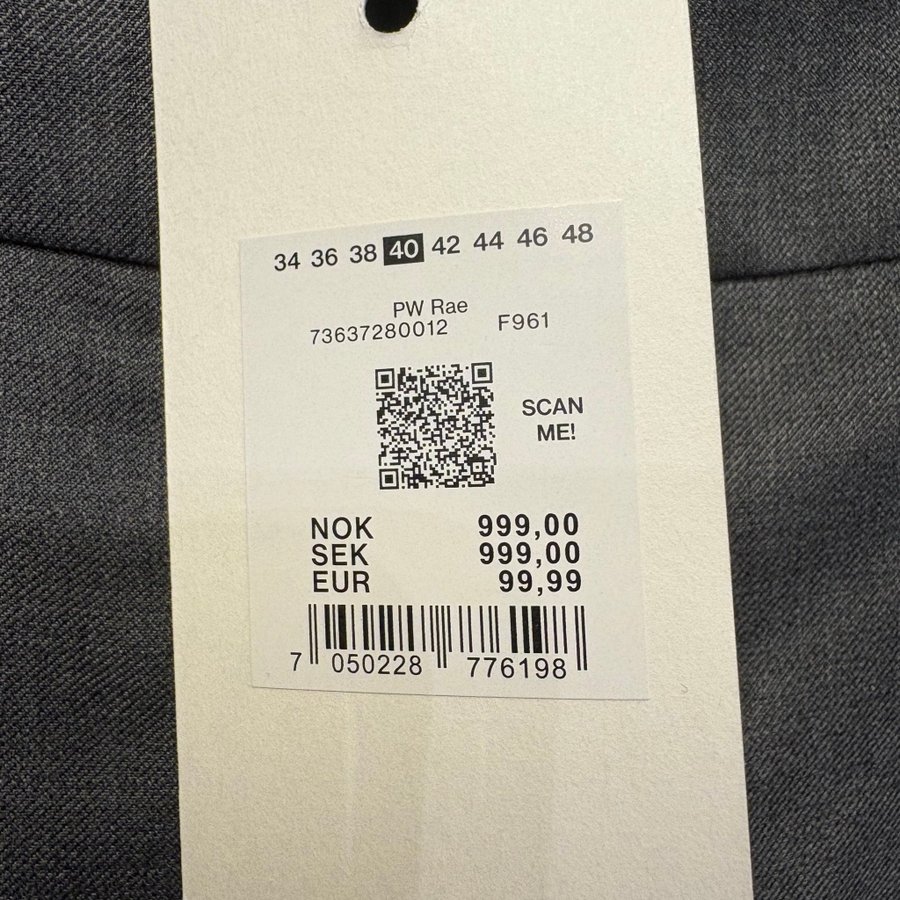 34 36 38 40 42 44 46 48
PW Rae
73637280012 F961
SCAN
ME!
NOK 999,00
SEK 999,00
EUR 99,99
7 050228 776198